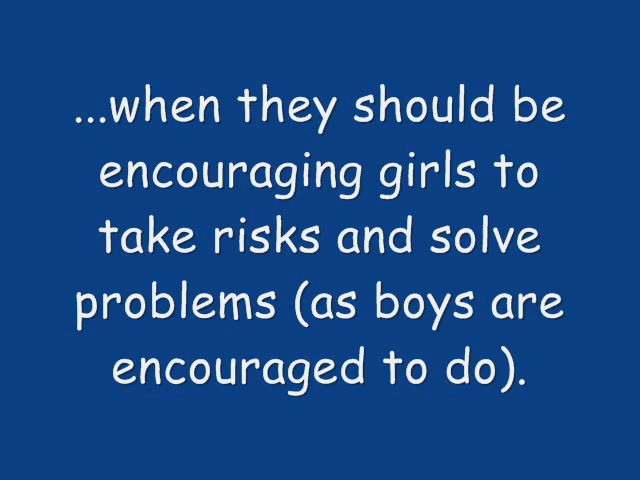 ...when they should be
encouraging girls to
take risks and solve
problems (as boys are
encouraged to do).